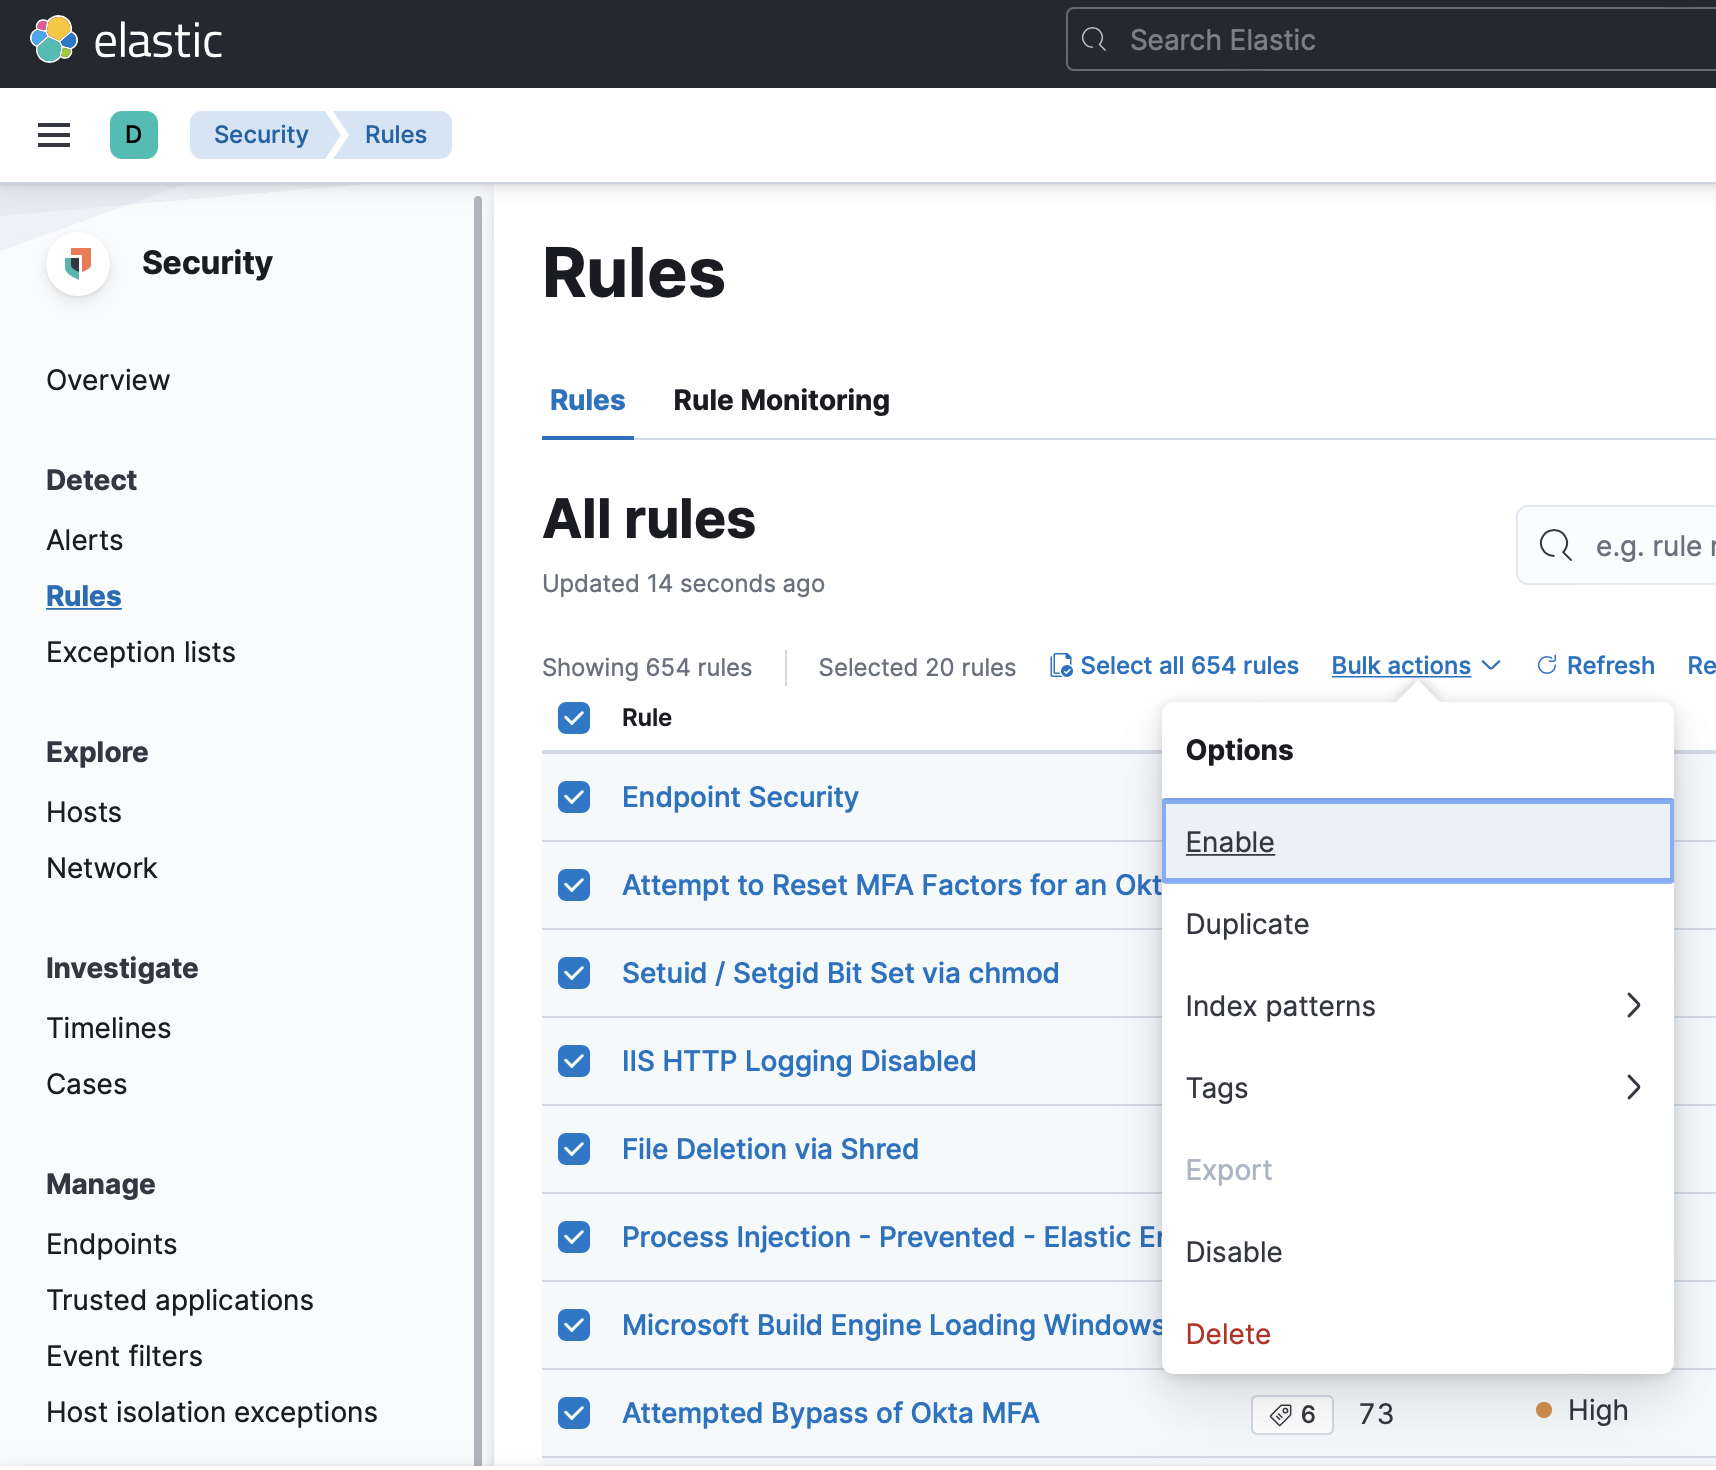 elastic
Search Elastic
D
Security
Rules
Security
Overview
Detect
Alerts
Rules
Exception lists
Explore
Hosts
Network
Investigate
Timelines
Cases
Manage
Endpoints
Trusted applications
Event filters
Host isolation exceptions
Rules
Rules
Rule Monitoring
All rules
Updated 14 seconds ago
e.g. rule
Showing 654 rules
Selected 20 rules
Select all 654 rules
Bulk actions
Refresh
Re
Rule
Endpoint Security
Attempt to Reset MFA Factors for an Okt
Setuid / Setgid Bit Set via chmod
IIS HTTP Logging Disabled
File Deletion via Shred
Process Injection - Prevented - Elastic
Microsoft Build Engine Loading Windows
Attempted Bypass of Okta MFA
6
73
High
Options
Enable
Duplicate
Index patterns
Tags
Export
Disable
Delete